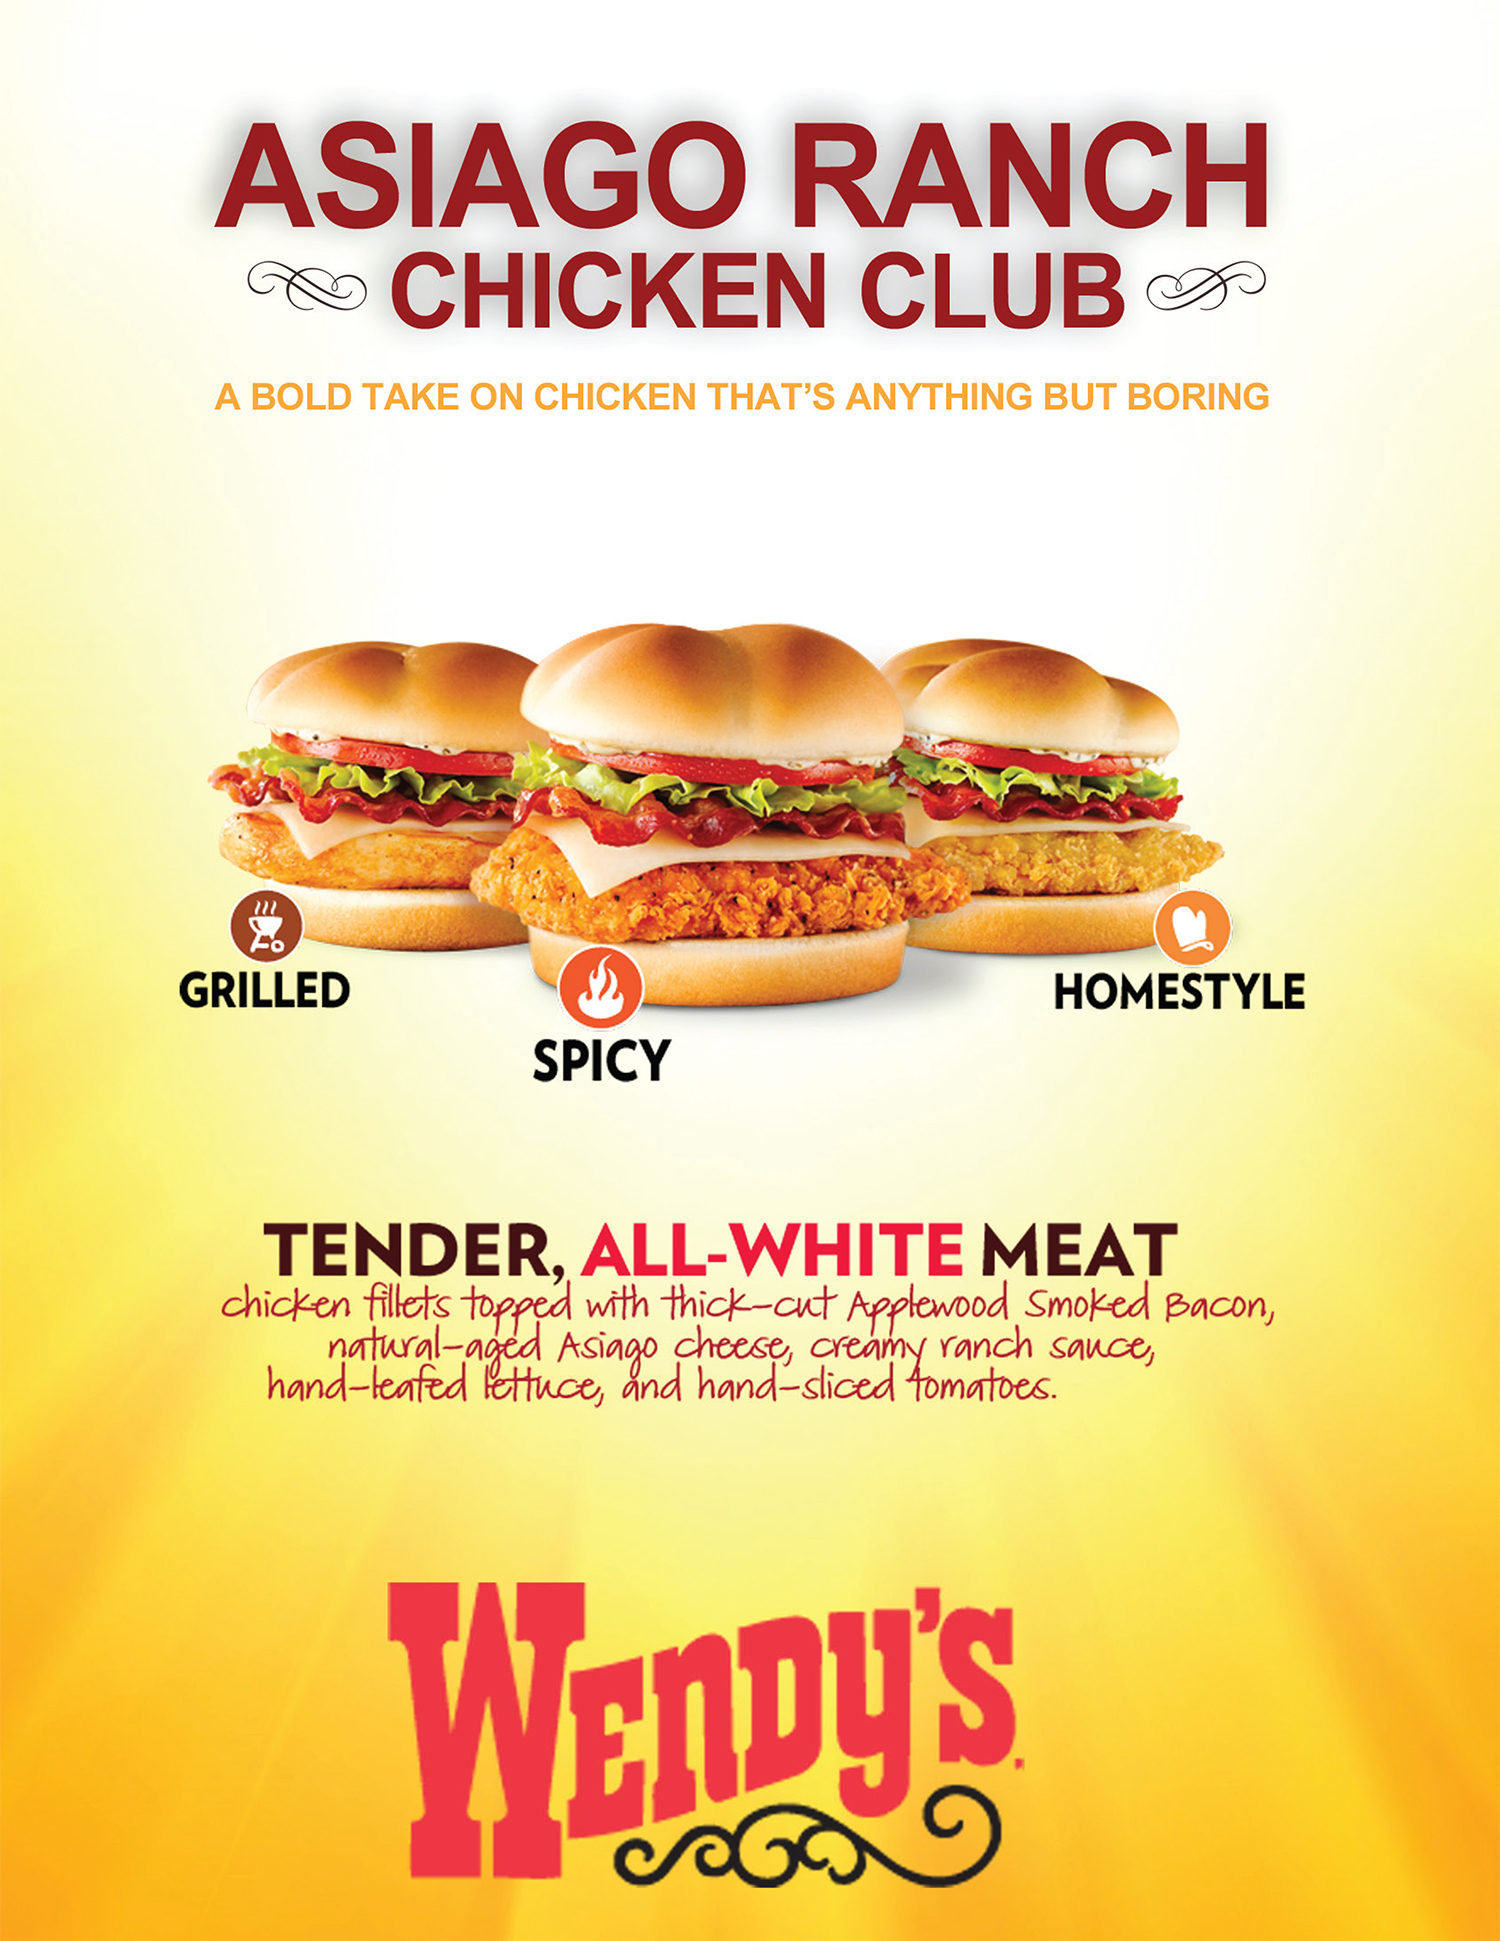 ASIAGO RANCH
CHICKEN CLUB
A BOLD TAKE ON CHICKEN THAT'S ANYTHING BUT BORING
GRILLED
SPICY
HOMESTYLE
TENDER, ALL-WHITE MEAT
chicken fillets topped with thick-cut Applewood Smoked Bacon,
natural-aged Asiago cheese, creamy ranch sauce,
hand-leafed lettuce, and hand-sliced tomatoes.
WENDY'S